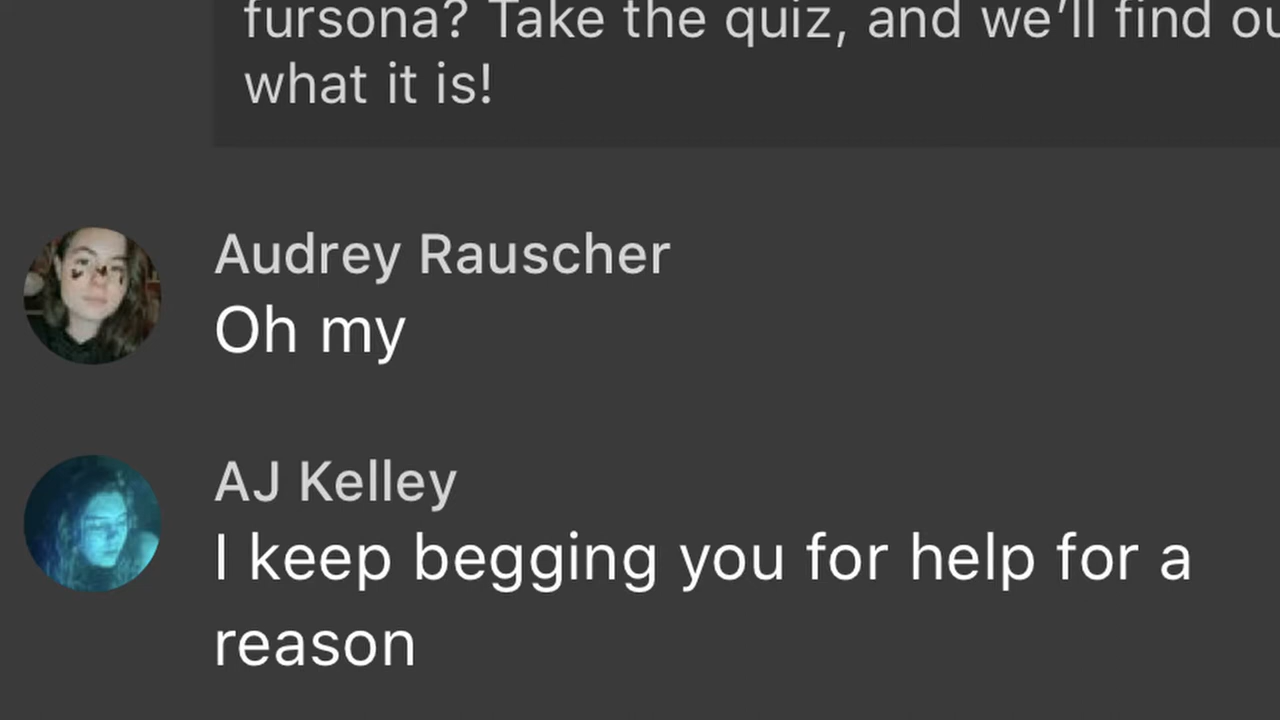 fursona? Take the quiz, and we'll find
what it is!
Audrey Rauscher
Oh my
AJ Kelley
I keep begging you for help for a
reason